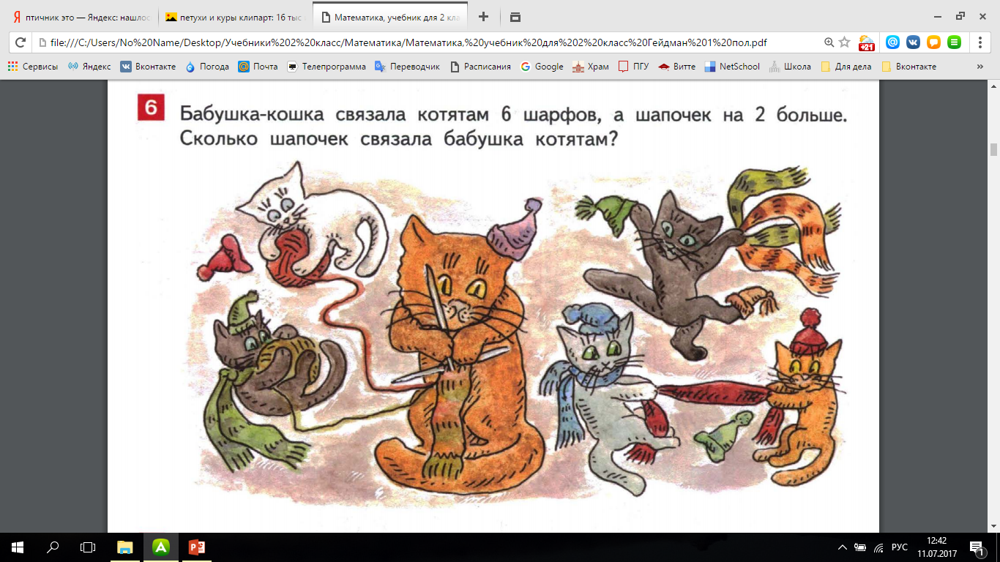 птичник это — Яндекс: нашлос
петухи и куры клипарт: 16 тыс
Математика, учебник для 2 кла
file:///C:/Users/No%20Name/Desktop/Учебники%202%20класс/Математика/Математика,%20учебник%20для%202%20класс%20Гейдман%201%20пол.pdf
+21
Сервисы Яндекс Вконтакте Погода Почта Телепрограмма Переводчик Расписания Google Храм ПГУ Витте NetSchool Школа Для дела Вконтакте »
6 Бабушка-кошка связала котятам 6 шарфов, а шапочек на 2 больше.
Сколько шапочек связала бабушка котятам?
РУС
12:42
11.07.2017
1